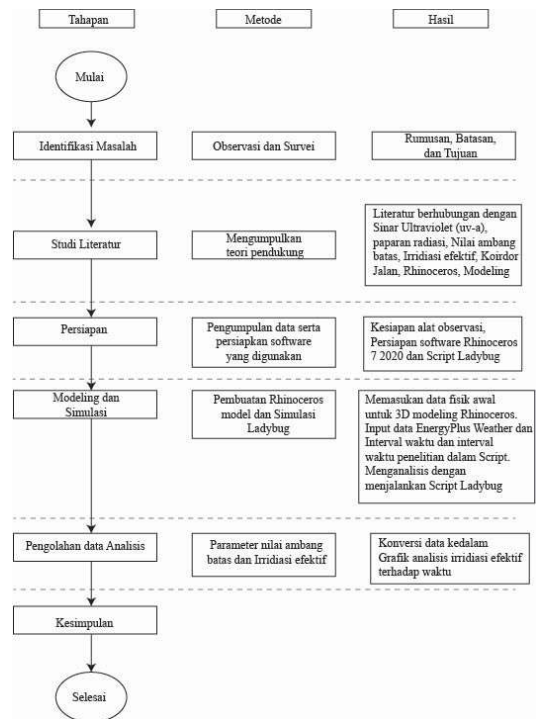 Tahapan
Metode
Hasil
Mulai
Identifikasi Masalah
Observasi dan Survei
Rumusan, Batasan,
dan Tujuan
Studi Literatur
Mengumpulkan
teori pendukung
Literatur berhubungan dengan
Sinar Ultraviolet (uv-a),
paparan radiasi, Nilai ambang
batas, Irridiasi efektif, Koirdor
Jalan, Rhinoceros, Modeling
Persiapan
Pengumpulan data serta
persiapkan software
yang digunakan
Kesiapan alat observasi,
Persiapan software Rhinoceros
7 2020 dan Script Ladybug
Modeling dan
Simulasi
Pembuatan Rhinoceros
model dan Simulasi
Ladybug
Memasukan data fisik awal
untuk 3D modeling Rhinoceros.
Input data EnergyPlus Weather dan
Interval waktu dan interval
waktu penelitian dalam Script.
Menganalisis dengan
menjalankan Script Ladybug
Pengolahan data Analisis
Parameter nilai ambang
batas dan Irridiasi efektif
Konversi data kedalam
Grafik analisis irridiasi efektif
terhadap waktu
Kesimpulan
Selesai